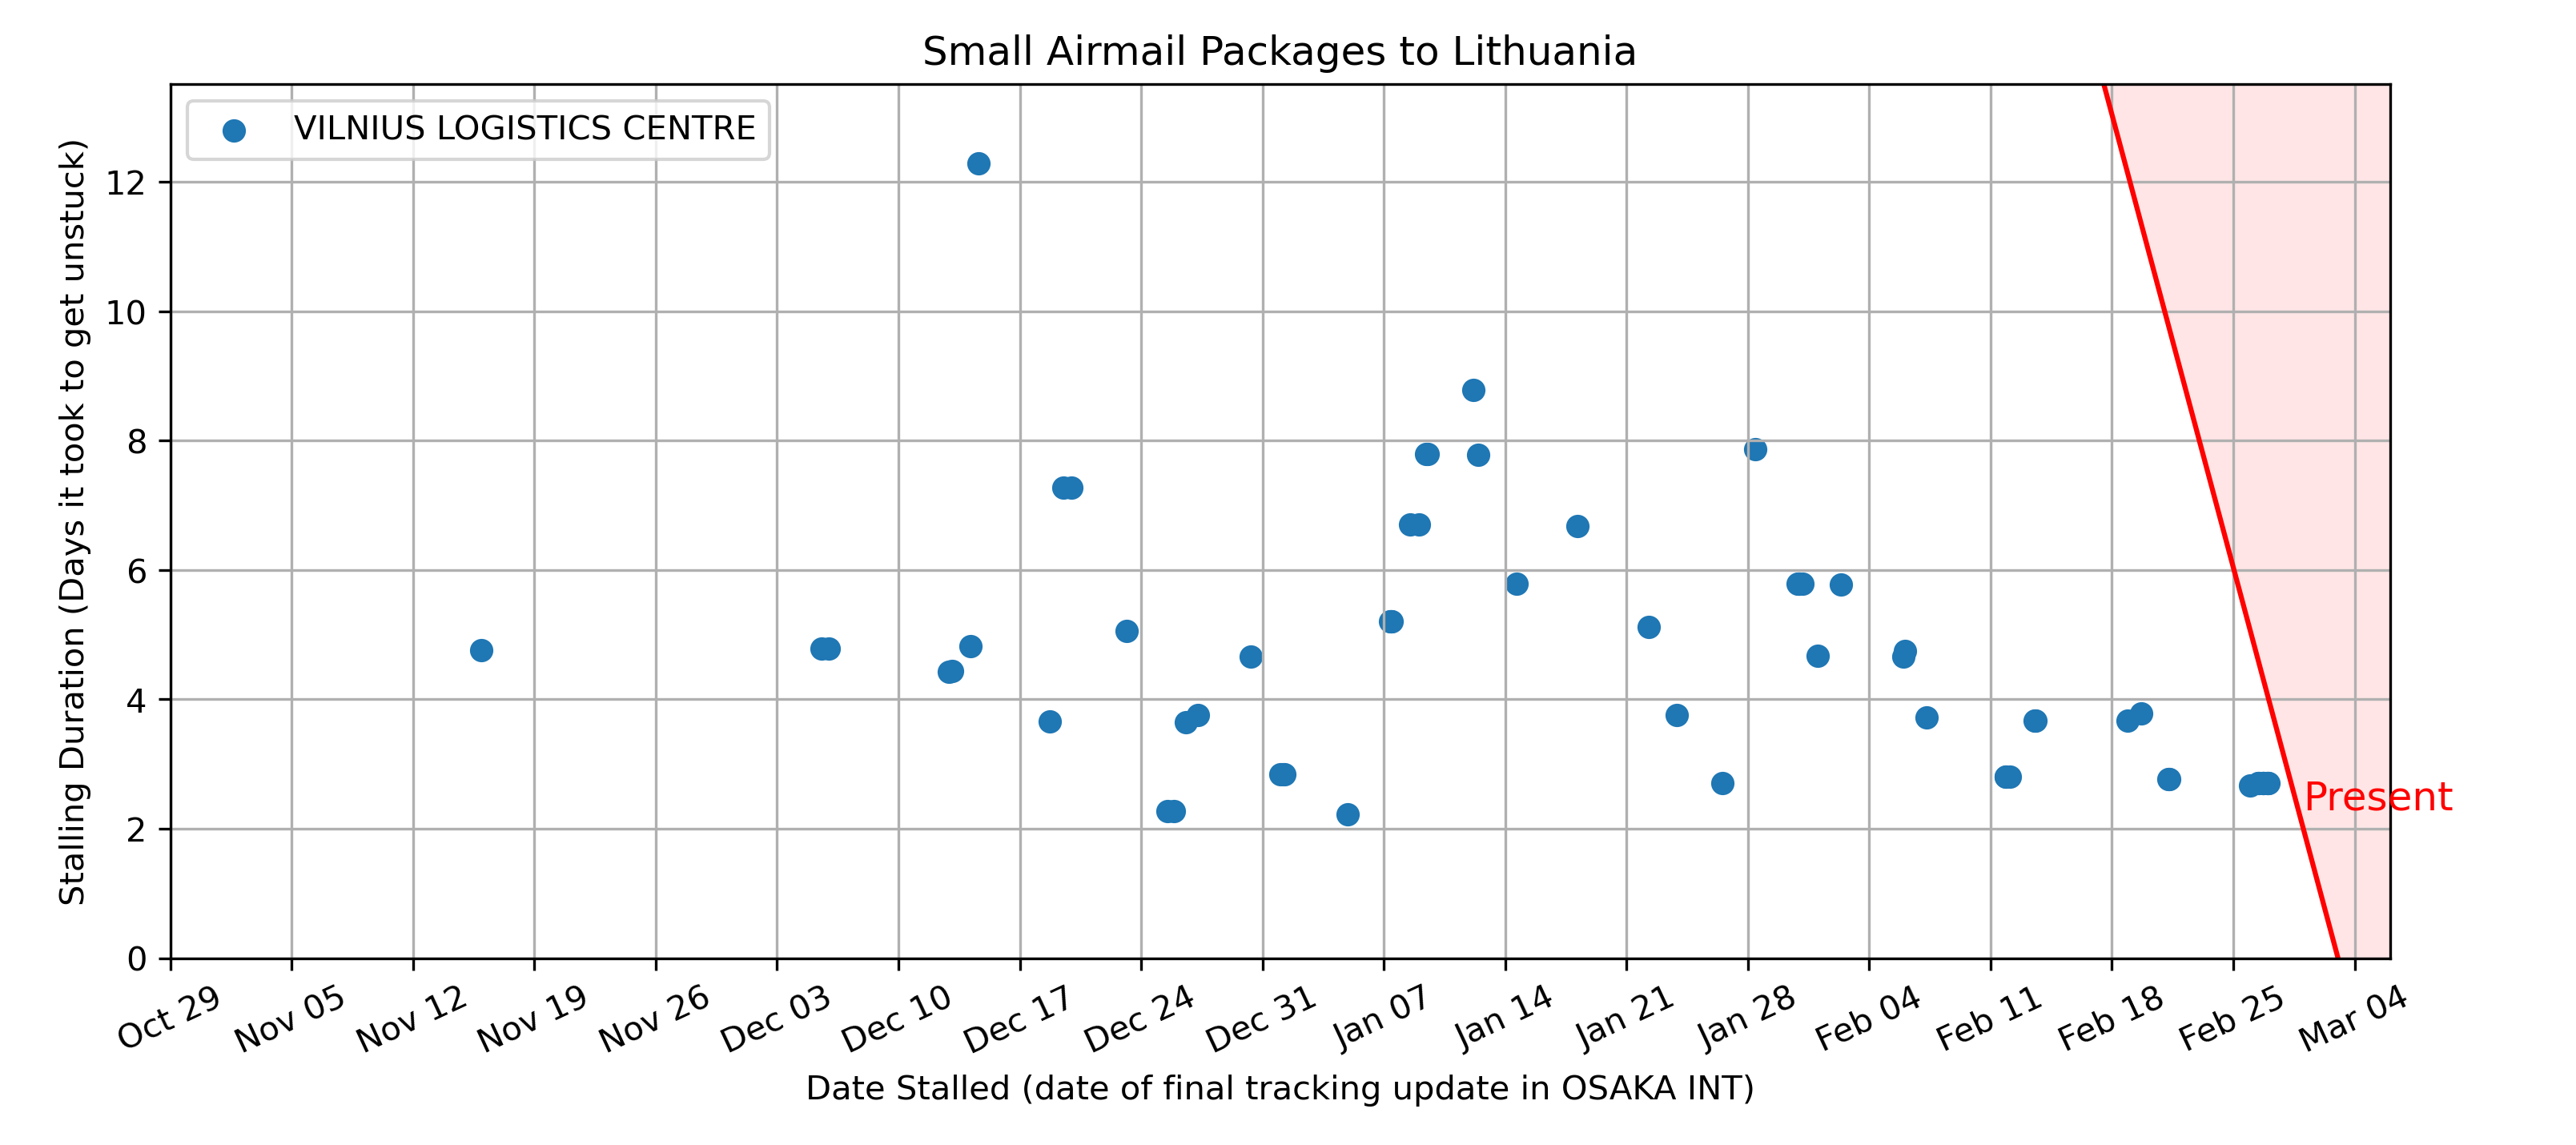 Small Airmail Packages to Lithuania
VILNIUS LOGISTICS CENTRE
Stalling Duration (Days it took to get unstuck)
12
10
8
6
4
2
0
Present
Oct 29
Nov 05
Nov 12
Nov 19
Nov 26
Dec 03
Dec 10
Dec 17
Dec 24
Dec 31
Jan 07
Jan 14
Jan 21
Jan 28
Feb 04
Feb 11
Feb 18
Feb 25
Mar 04
Date Stalled (date of final tracking update in OSAKA INT)